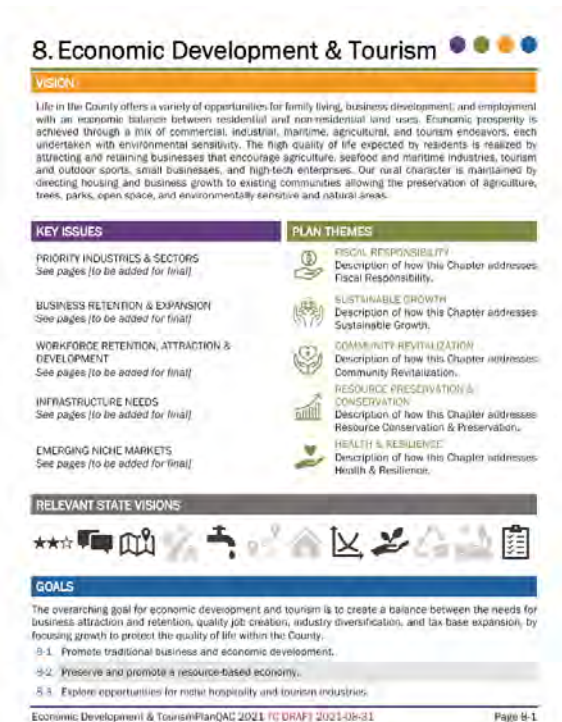 8. Economic Development & Tourism
VISION
Life in the County offers a variety of opportunities for family living, business development, and employment
with an economic balance between residential and non-residential land uses. Economic prosperity is
achieved through a mix of commercial, industrial, maritime, agricultural, and tourism endeavors, each
undertaken with environmental sensitivity. The high quality of life expected by residents is realized by
attracting and retaining businesses that encourage agriculture, seafood and maritime industries, tourism
and outdoor sports, small businesses, and high-tech enterprises. Our rural character is maintained by
directing housing and business growth to existing communities allowing the preservation of agriculture,
trees, parks, open space, and environmentally sensitive and natural areas.
KEY ISSUES
PRIORITY INDUSTRIES & SECTORS
See pages [to be added for final]
BUSINESS RETENTION & EXPANSION
See pages [to be added for final]
WORKFORCE RETENTION, ATTRACTION &
DEVELOPMENT
See pages [to be added for final]
INFRASTRUCTURE NEEDS
See pages [to be added for final]
EMERGING NICHE MARKETS
See pages [to be added for final]
PLAN THEMES
FISCAL RESPONSIBILITY
Description of how this Chapter addresses
Fiscal Responsibility.
SUSTAINABLE GROWTH
Description of how this Chapter addresses
Sustainable Growth.
COMMUNITY REVITALIZATION
Description of how this Chapter addresses
Community Revitalization.
RESOURCE PRESERVATION &
CONSERVATION
Description of how this Chapter addresses
Resource Conservation & Preservation.
HEALTH & RESILIENCE
Description of how this Chapter addresses
Health & Resilience.
RELEVANT STATE VISIONS
GOALS
The overarching goal for economic development and tourism is to create a balance between the needs for
business attraction and retention, quality job creation, industry diversification, and tax base expansion, by
focusing growth to protect the quality of life within the County.
8-1. Promote traditional business and economic development.
8-2. Preserve and promote a resource-based economy.
8-3. Explore opportunities for niche hospitality and tourism industries.
Economic Development & TourismPlanQAC 2021 TC DRAFT 2021-08-31 Page 8-1